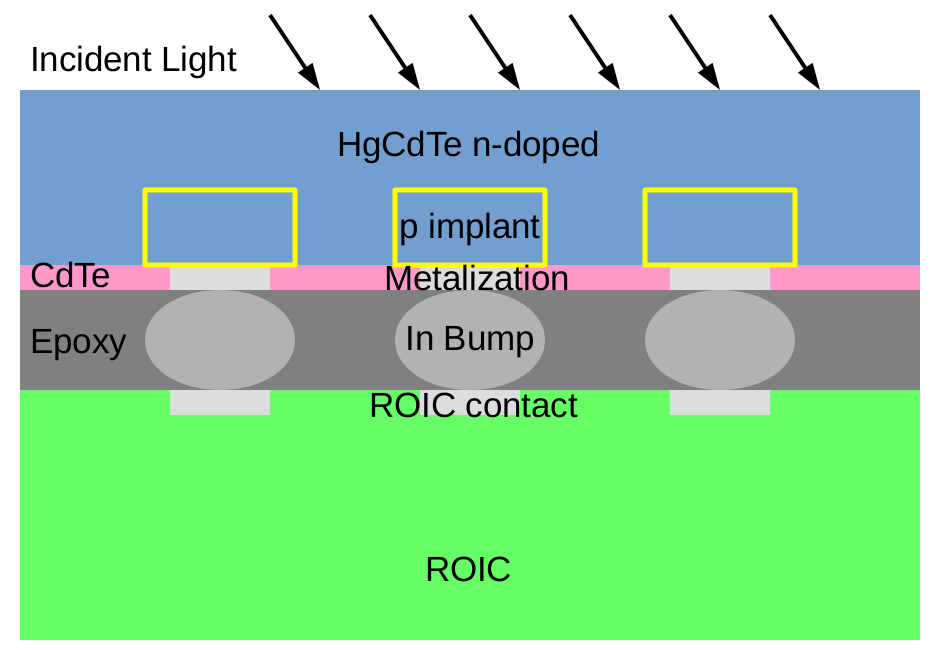 Incident Light
HgCdTe n-doped
p implant
CdTe
Metalization
Epoxy
In Bump
ROIC contact
ROIC